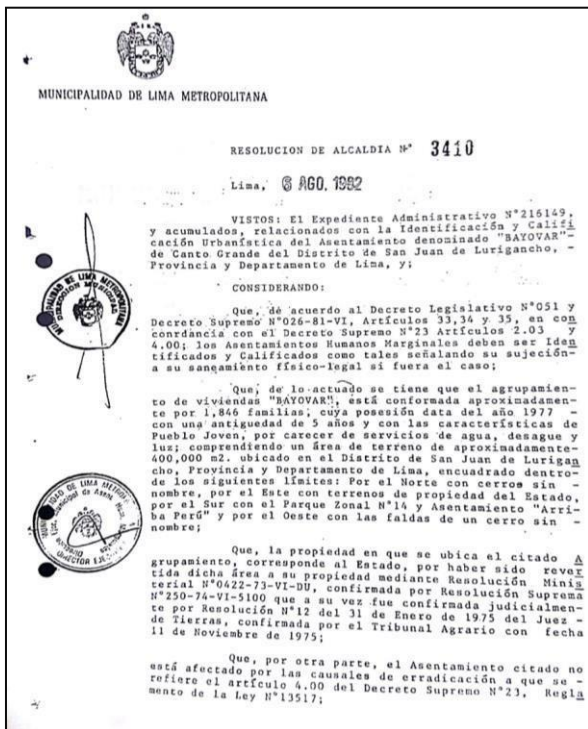 MUNICIPALIDAD DE LIMA METROPOLITANA
RESOLUCION DE ALCALDIA N° 3410
Lima, 6 AGO. 1982
VISTOS: El Expediente Administrativo N°216149,
y acumulados, relacionados con la Identificación y Califi
cación Urbanística del Asentamiento denominado "BAYOVAR"-
de Canto Grande del Distrito de San Juan de Lurigancho, -
Provincia y Departamento de Lima, y;
CONSIDERANDO:
Que, de acuerdo al Decreto Legislativo N°051 y
Decreto Supremo N°026-81-VI, Artículos 33,34 y 35, en con
conrdancia con el Decreto Supremo N°23 Artículos 2.03 y
4.00; los Asentamientos Humanos Marginales deben ser Iden
tificados y Calificados como tales señalando su sujeción-
a su saneamiento físico-legal si fuera el caso;
Que, de lo actuado se tiene que el agrupamien-
to de viviendas "BAYOVAR", está conformada aproximadamen-
te por 1,846 familias, cuya posesión data del año 1977 -
con una antiguedad de 5 años y con las características de
Pueblo Joven, por carecer de servicios de agua, desague y
luz; comprendiendo un área de terreno de aproximadamente-
400,000 m2. ubicado en el Distrito de San Juan de Lurigan
cho, Provincia y Departamento de Lima, encuadrado dentro-
de los siguientes límites: Por el Norte con cerros sin -
nombre, por el Este con terrenos de propiedad del Estado,
por el Sur con el Parque Zonal N°14 y Asentamiento "Arri-
ba Perú" y por el Oeste con las faldas de un cerro sin -
nombre;
Que, la propiedad en que se ubica el citado A
grupamiento, corresponde al Estado, por haber sido rever
tida dicha área a su propiedad mediante Resolución Minis
terial N°0422-73-VI-DU, confirmada por Resolución Suprema
N°250-74-VI-5100 que a su vez fue confirmada judicialmen-
te por Resolución N°12 del 31 de Enero de 1975 del Juez -
de Tierras, confirmada por el Tribunal Agrario con fecha
11 de Noviembre de 1975;
Que, por otra parte, el Asentamiento citado no
está afectado por las causales de erradicación a que se -
refiere el artículo 4.00 del Decreto Supremo N°23, Regla
mento de la Ley N°13517;